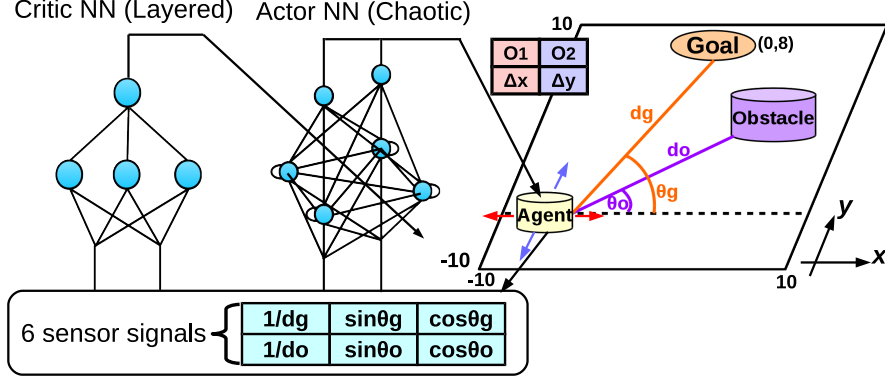 Critic NN (Layered)
Actor NN (Chaotic)
10
O1 O2
Δx Δy
Goal (0,8)
Obstacle
dg
do
θg
θo
Agent
y
x
-10
-10
10
6 sensor signals
1/dg sinθg cosθg
1/do sinθo cosθo